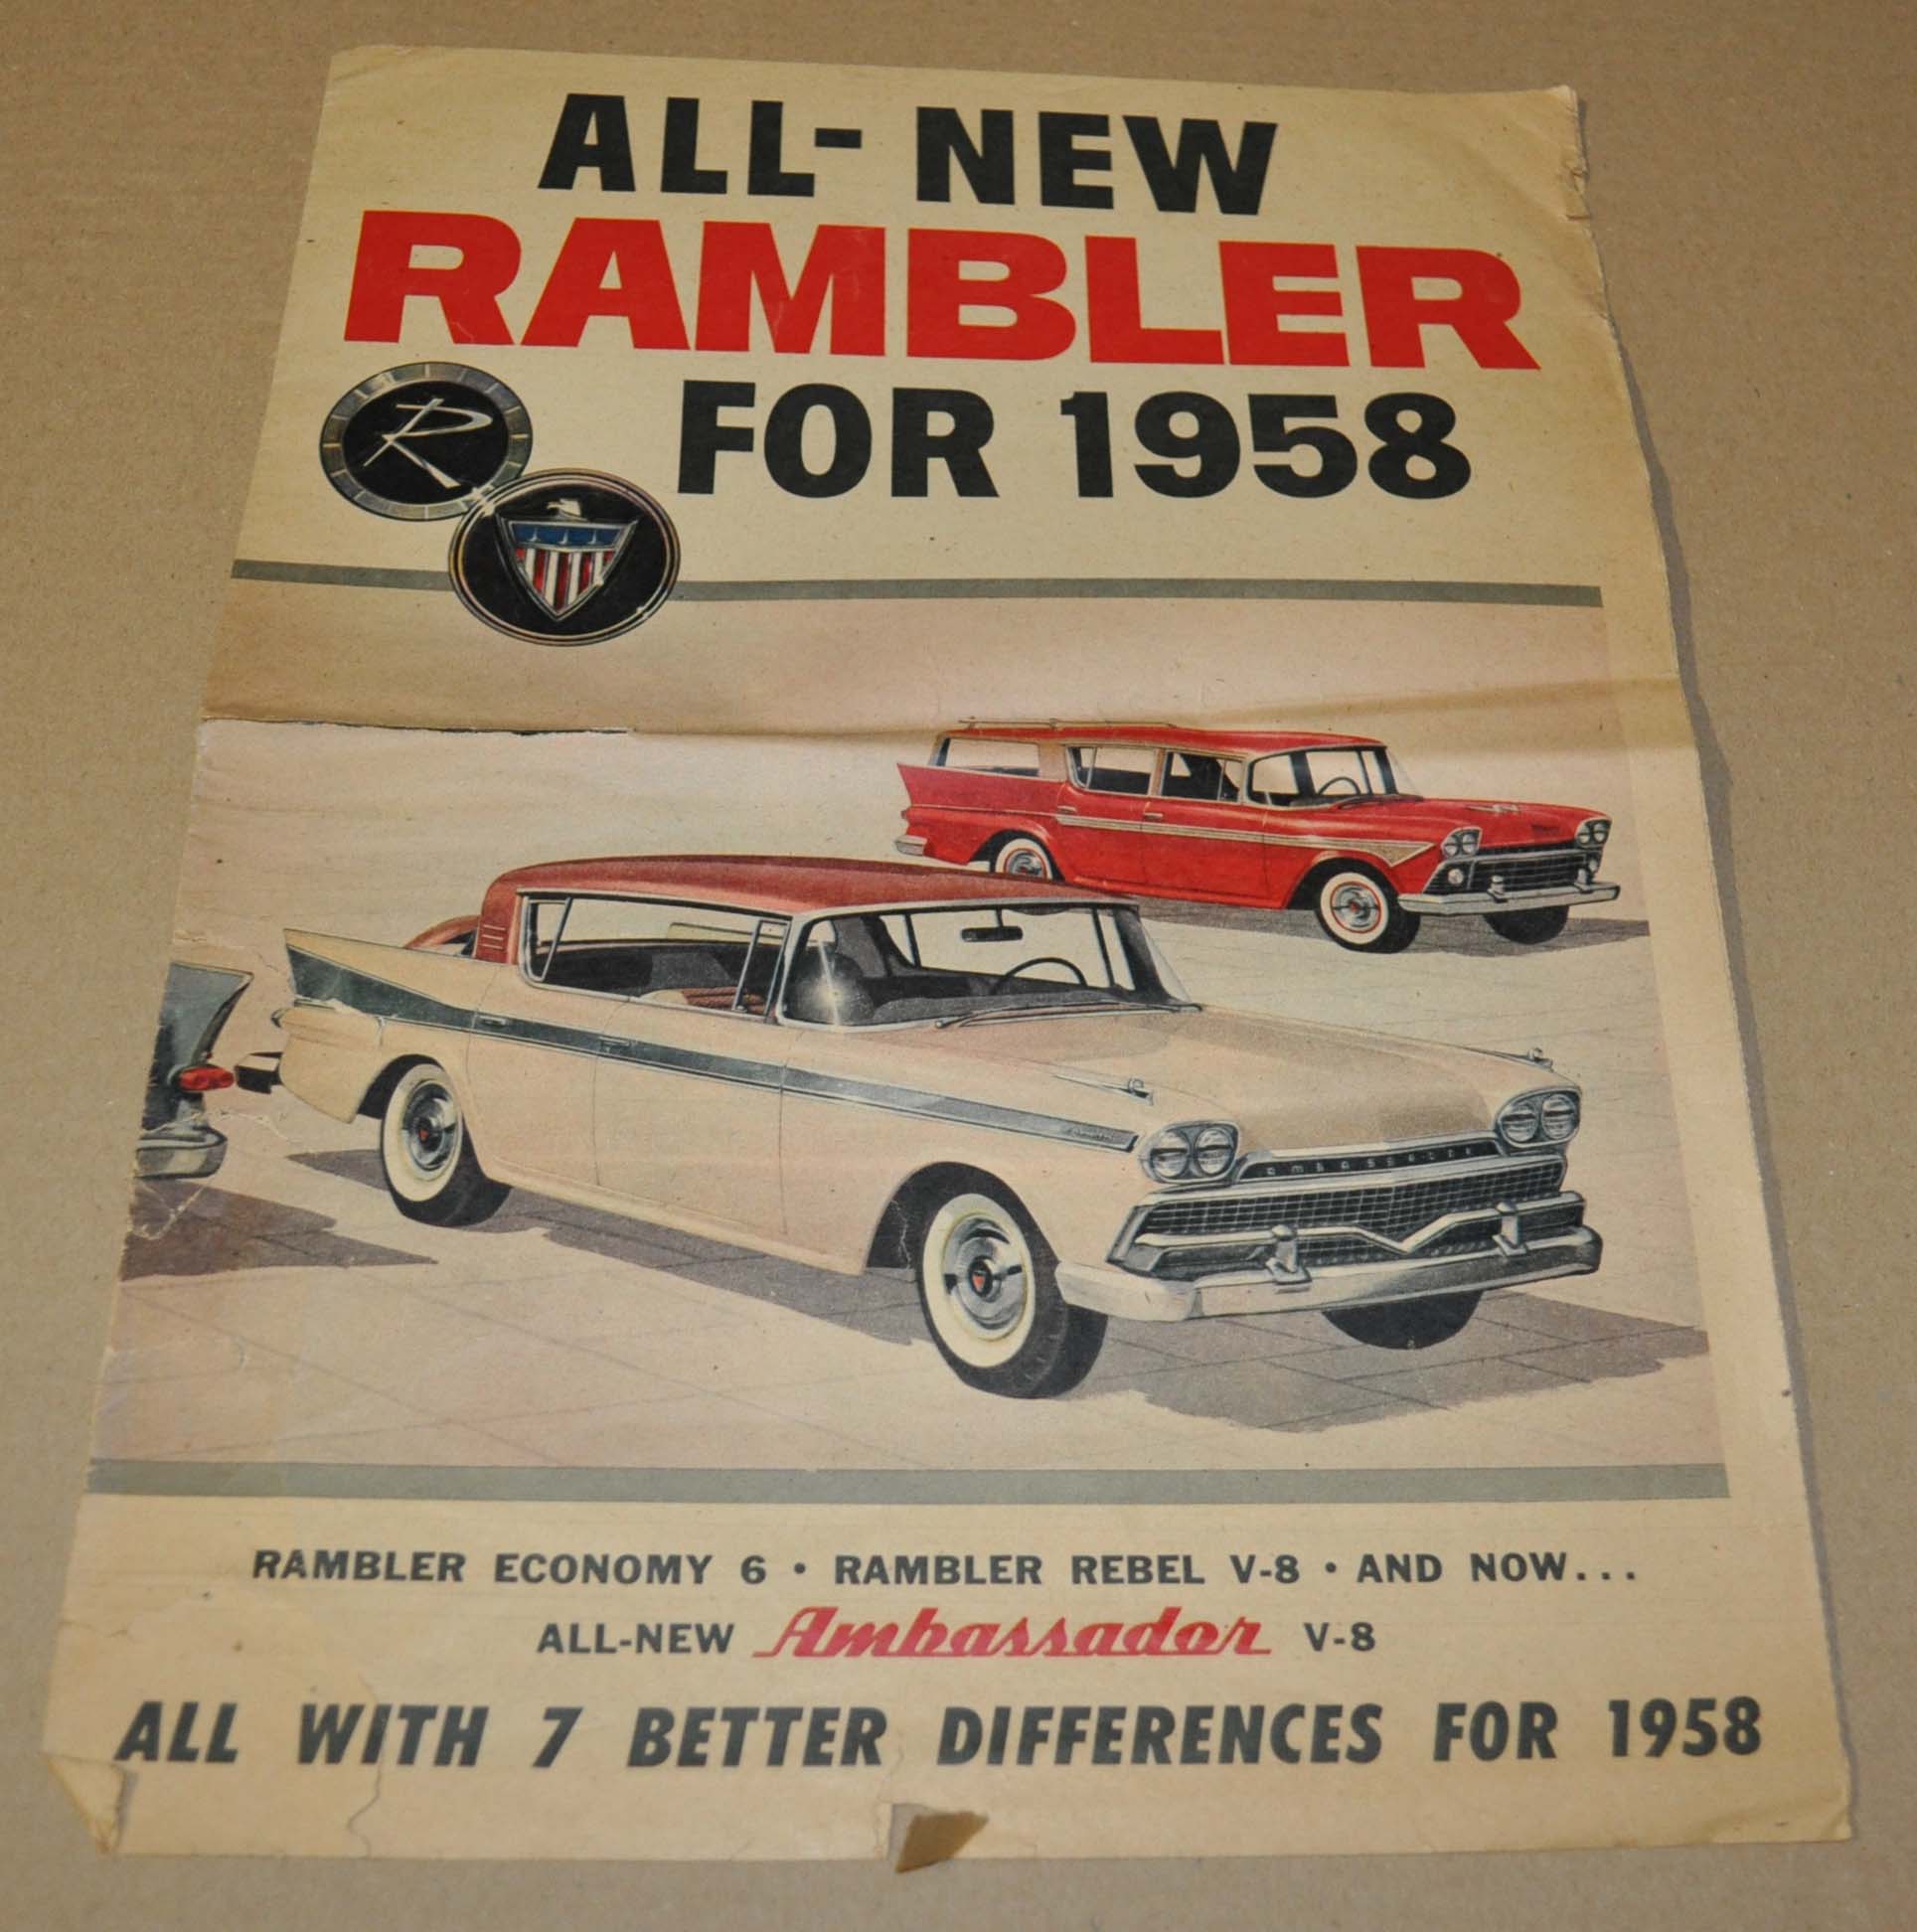 ALL-NEW
RAMBLER
R
FOR 1958
ambassador
RAMBLER ECONOMY 6 • RAMBLER REBEL V-8 • AND NOW...
ALL-NEW Ambassador V-8
ALL WITH 7 BETTER DIFFERENCES FOR 1958